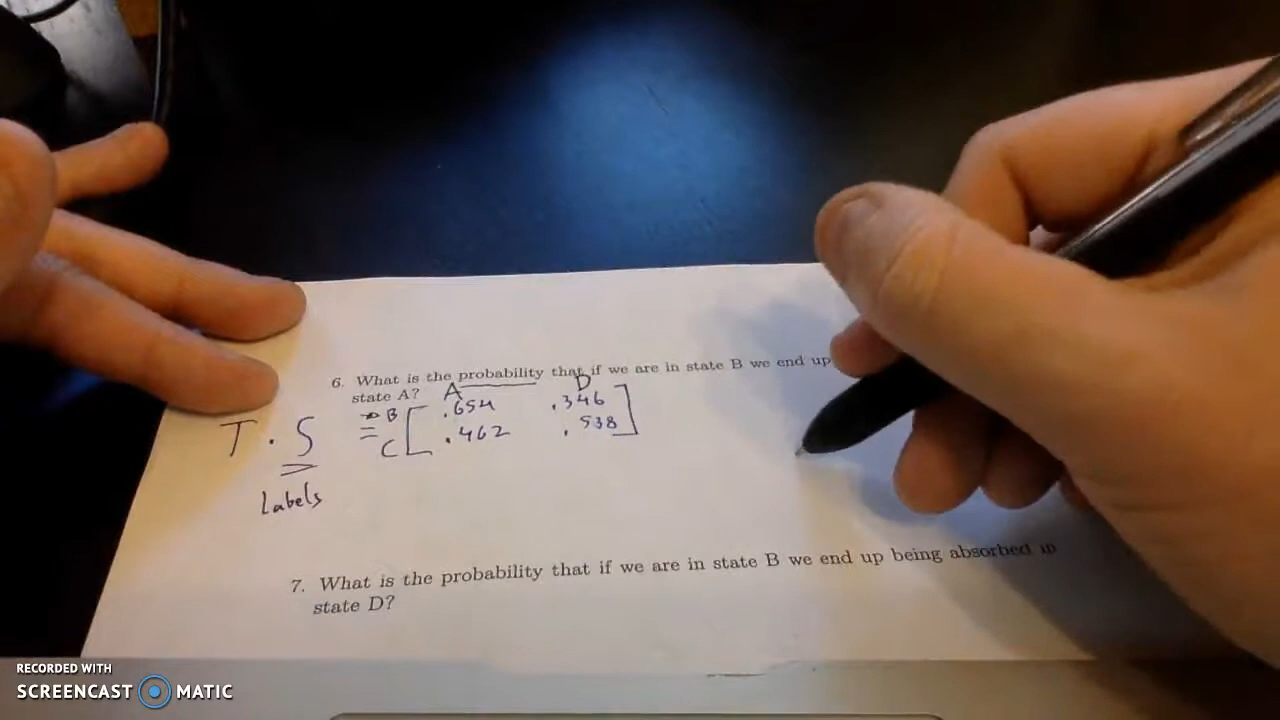 6. What is the probability that if we are in state B we end up
state A?
A D
T · S = B [ .654 .346 ]
C [ .462 .538 ]
Labels
7. What is the probability that if we are in state B we end up being absorbed in
state D?
RECORDED WITH
SCREENCAST MATIC